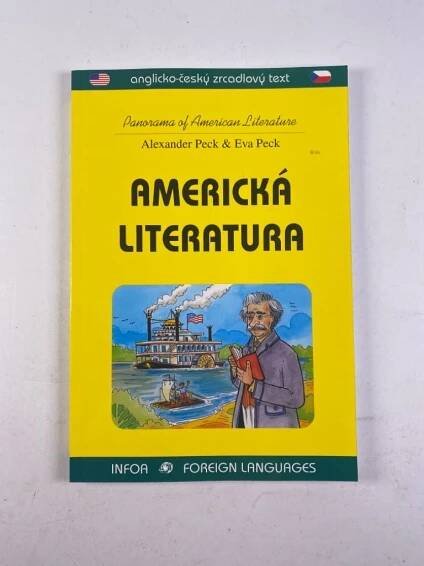 anglicko-český zrcadlový text
Panorama of American Literature
Alexander Peck & Eva Peck
AMERICKÁ
LITERATURA
INFOA FOREIGN LANGUAGES